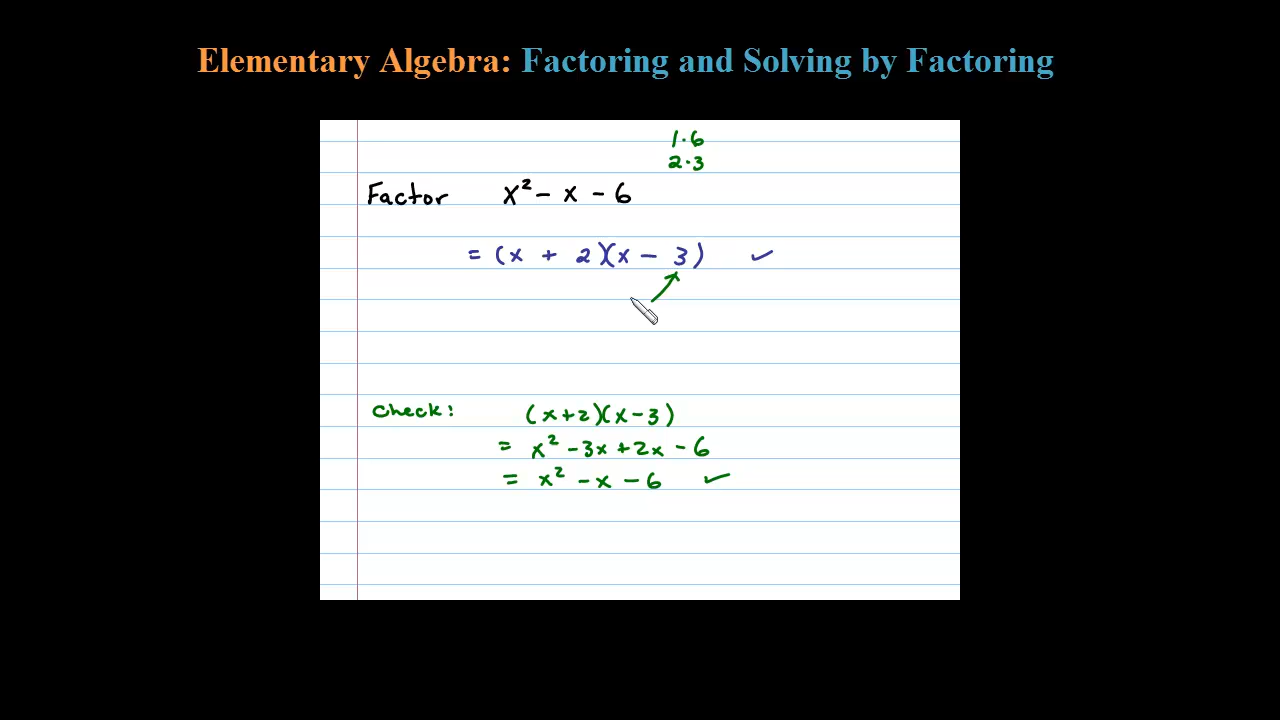 Elementary Algebra: Factoring and Solving by Factoring
1·6
2·3
Factor x² - x - 6
= (x + 2)(x - 3) ✓
Check: (x+2)(x-3)
= x² - 3x + 2x - 6
= x² - x - 6 ✓